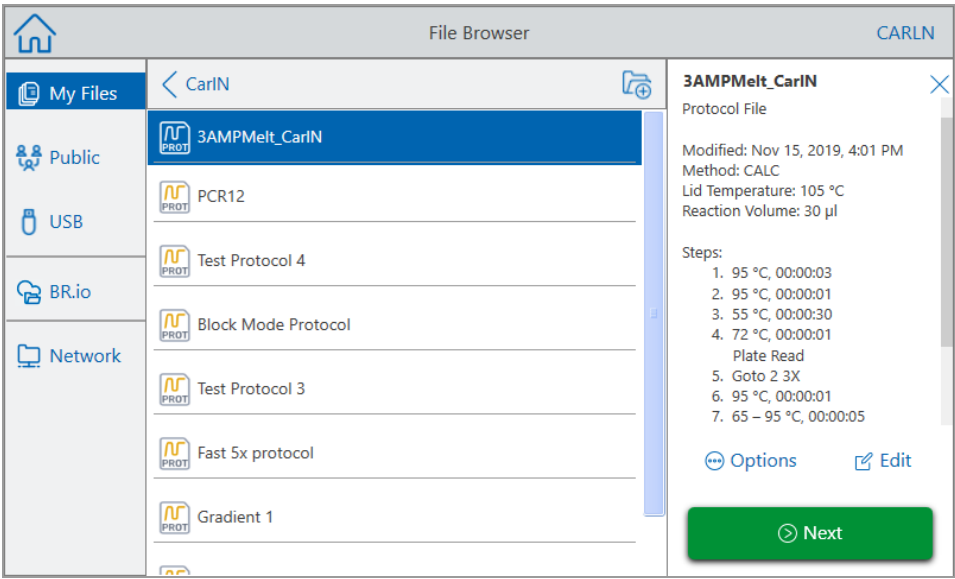 File Browser
CARLN
My Files
Public
USB
BR.io
Network
CarlN
PROT 3AMPMelt_CarlN
PROT PCR12
PROT Test Protocol 4
PROT Block Mode Protocol
PROT Test Protocol 3
PROT Fast 5x protocol
PROT Gradient 1
3AMPMelt_CarlN
Protocol File
Modified: Nov 15, 2019, 4:01 PM
Method: CALC
Lid Temperature: 105 °C
Reaction Volume: 30 µl
Steps:
1. 95 °C, 00:00:03
2. 95 °C, 00:00:01
3. 55 °C, 00:00:30
4. 72 °C, 00:00:01
Plate Read
5. Goto 2 3X
6. 95 °C, 00:00:01
7. 65 – 95 °C, 00:00:05
Options
Edit
Next